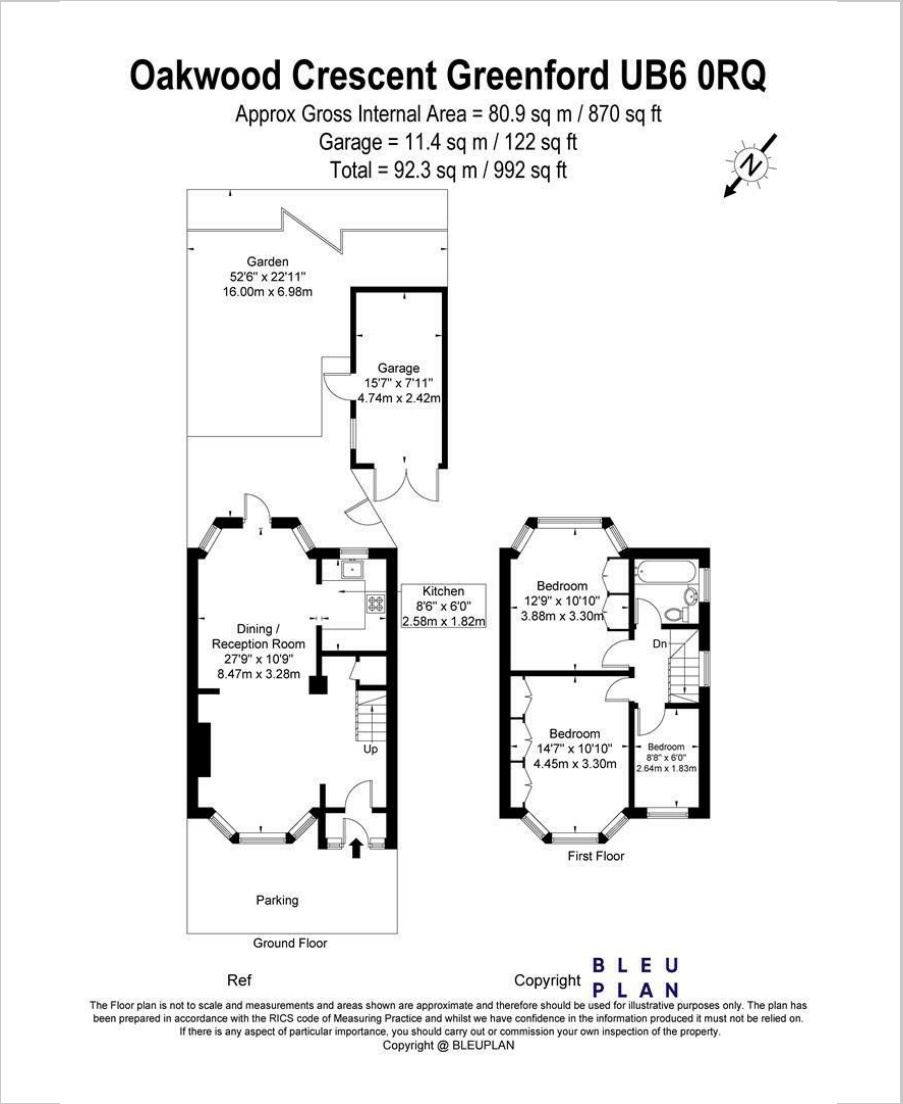 Oakwood Crescent Greenford UB6 0RQ
Approx Gross Internal Area = 80.9 sq m / 870 sq ft
Garage = 11.4 sq m / 122 sq ft
Total = 92.3 sq m / 992 sq ft
N
Garden
52'6" x 22'11"
16.00m x 6.98m
Garage
15'7" x 7'11"
4.74m x 2.42m
Kitchen
8'6" x 6'0"
2.58m x 1.82m
Dining /
Reception Room
27'9" x 10'9"
8.47m x 3.28m
Up
Parking
Ground Floor
Bedroom
12'9" x 10'10"
3.88m x 3.30m
Dn
Bedroom
14'7" x 10'10"
4.45m x 3.30m
Bedroom
8'8" x 6'0"
2.64m x 1.83m
First Floor
Ref
Copyright
BLEU
PLAN
The Floor plan is not to scale and measurements and areas shown are approximate and therefore should be used for illustrative purposes only. The plan has
been prepared in accordance with the RICS code of Measuring Practice and whilst we have confidence in the information produced it must not be relied on.
If there is any aspect of particular importance, you should carry out or commission your own inspection of the property.
Copyright @ BLEUPLAN